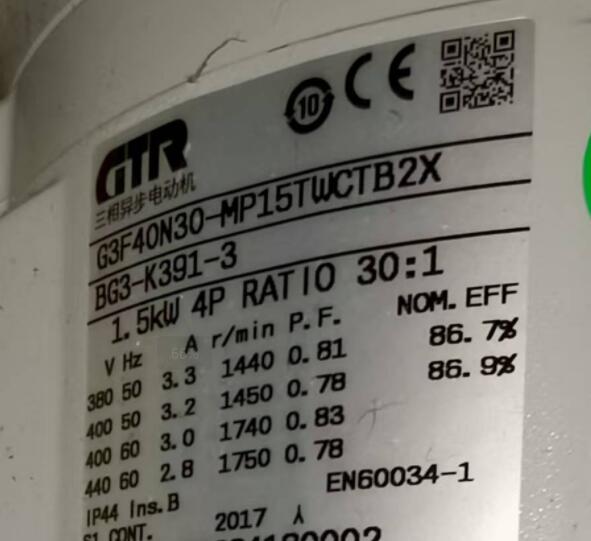 10 CE
GTR
三相异步电动机
G3F40N30-MP15TWCTB2X
BG3-K391-3
1.5kW 4P RATIO 30:1
V Hz A r/min P.F. NOM.EFF
380 50 3.3 1440 0.81 86.7%
400 50 3.2 1450 0.78 86.9%
400 60 3.0 1740 0.83
440 60 2.8 1750 0.78
IP44 Ins.B EN60034-1
S1 CONT. 2017 人